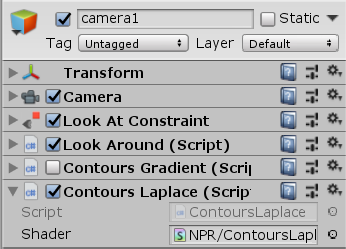 camera1 Static
Tag Untagged Layer Default
Transform
Camera
Look At Constraint
Look Around (Script)
Contours Gradient (Scrip
Contours Laplace (Script
Script ContoursLaplace
Shader NPR/ContoursLapl